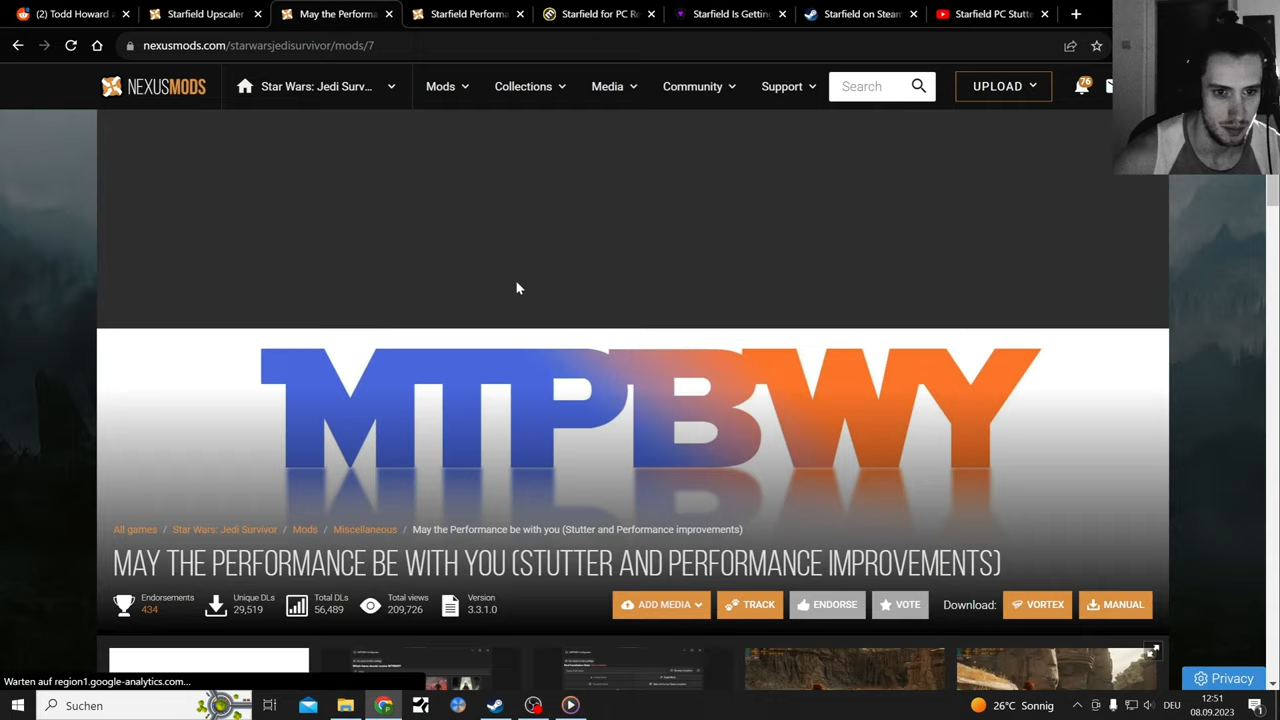 (2) Todd Howard a
Starfield Upscaler
May the Performa
Starfield Performa
Starfield for PC Re
Starfield Is Getting
Starfield on Steam
Starfield PC Stutte
nexusmods.com/starwarsjedisurvivor/mods/7
NEXUSMODS
Star Wars: Jedi Surv...
Mods
Collections
Media
Community
Support
Search
UPLOAD
76
MTPBWY
All games / Star Wars: Jedi Survivor / Mods / Miscellaneous / May the Performance be with you (Stutter and Performance improvements)
MAY THE PERFORMANCE BE WITH YOU (STUTTER AND PERFORMANCE IMPROVEMENTS)
Endorsements
434
Unique DLs
29,519
Total DLs
56,489
Total views
209,726
Version
3.3.1.0
ADD MEDIA
TRACK
ENDORSE
VOTE
Download:
VORTEX
MANUAL
Privacy
Warten auf region1.google-analytics.com...
Suchen
26°C Sonnig
DEU
12:51
08.09.2023